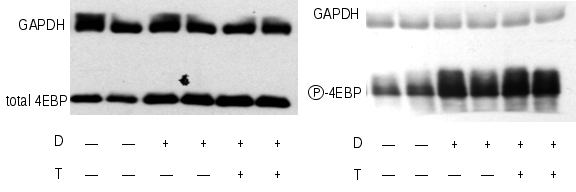 GAPDH
total 4EBP
D — — + + + +
T — — — — + +
GAPDH
Ⓟ-4EBP
D — — + + + +
T — — — — + +